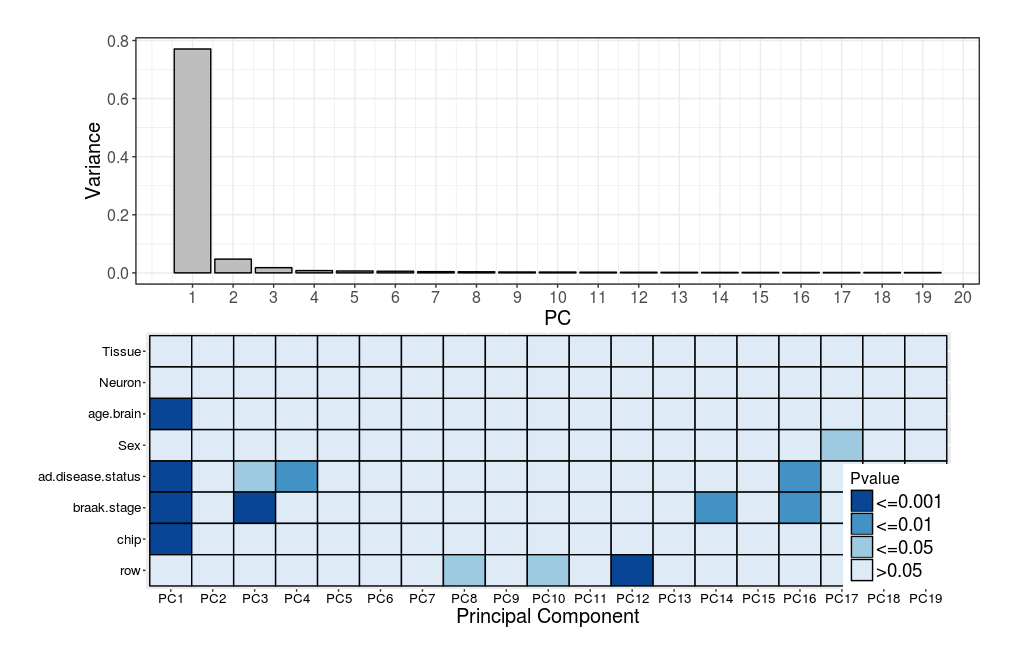 0.8
0.6
0.4
0.2
0.0
Variance
1 2 3 4 5 6 7 8 9 10 11 12 13 14 15 16 17 18 19 20
PC
Tissue
Neuron
age.brain
Sex
ad.disease.status
braak.stage
chip
row
Pvalue
<=0.001
<=0.01
<=0.05
>0.05
PC1 PC2 PC3 PC4 PC5 PC6 PC7 PC8 PC9 PC10 PC11 PC12 PC13 PC14 PC15 PC16 PC17 PC18 PC19
Principal Component